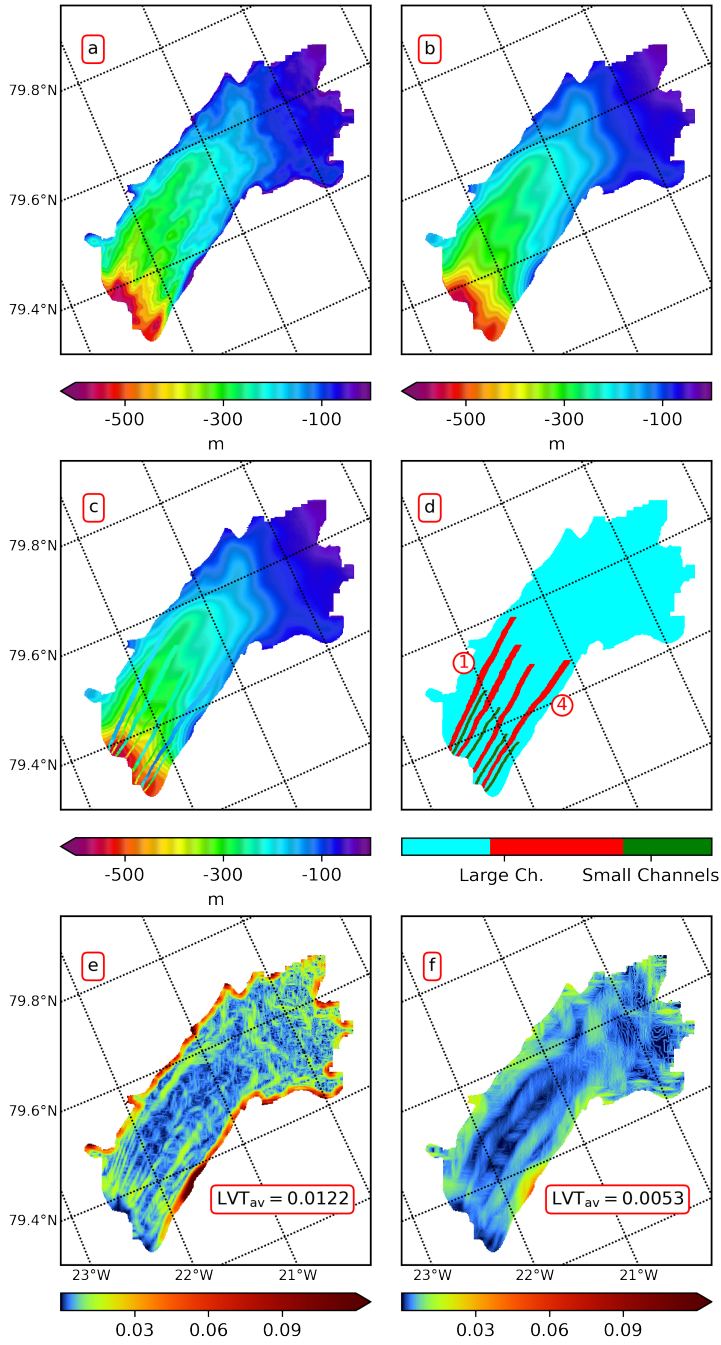 a
b
79.8°N
79.6°N
79.4°N
-500 -300 -100
m
-500 -300 -100
m
c
d
79.8°N
79.6°N
79.4°N
1
4
-500 -300 -100
m
Large Ch. Small Channels
e
f
79.8°N
79.6°N
79.4°N
LVTav = 0.0122
LVTav = 0.0053
23°W 22°W 21°W
23°W 22°W 21°W
0.03 0.06 0.09
0.03 0.06 0.09